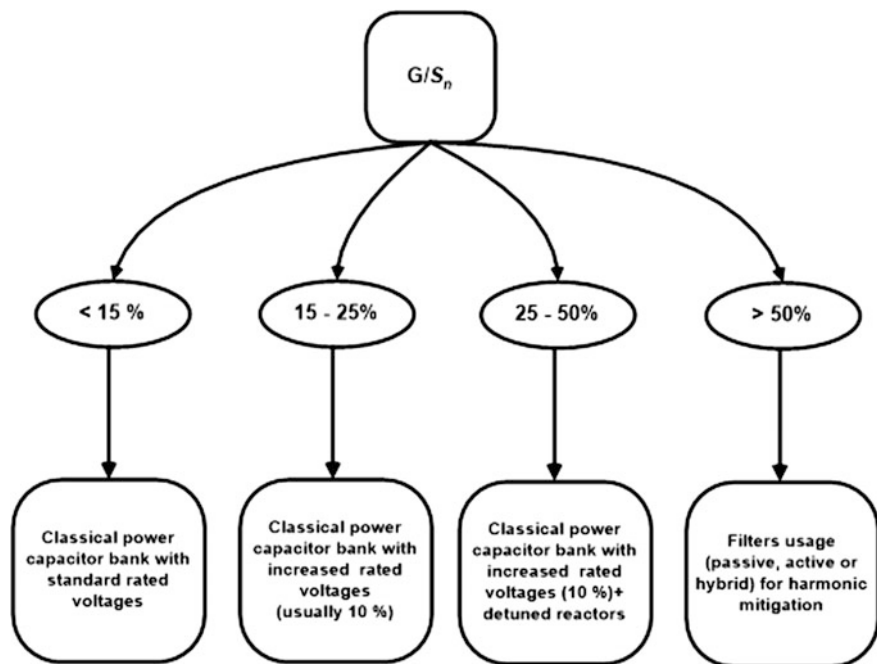 G/Sn
< 15 %
15 - 25%
25 - 50%
> 50%
Classical power
capacitor bank with
standard rated
voltages
Classical power
capacitor bank with
increased rated
voltages
(usually 10 %)
Classical power
capacitor bank with
increased rated
voltages (10 %)+
detuned reactors
Filters usage
(passive, active or
hybrid) for harmonic
mitigation